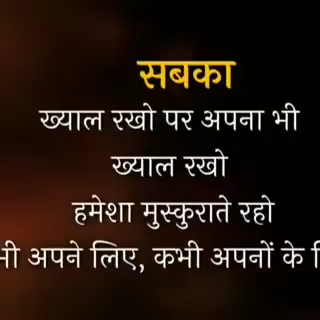 सबका
ख्याल रखो पर अपना भी
ख्याल रखो
हमेशा मुस्कुराते रहो
अपने लिए, कभी अपनों के